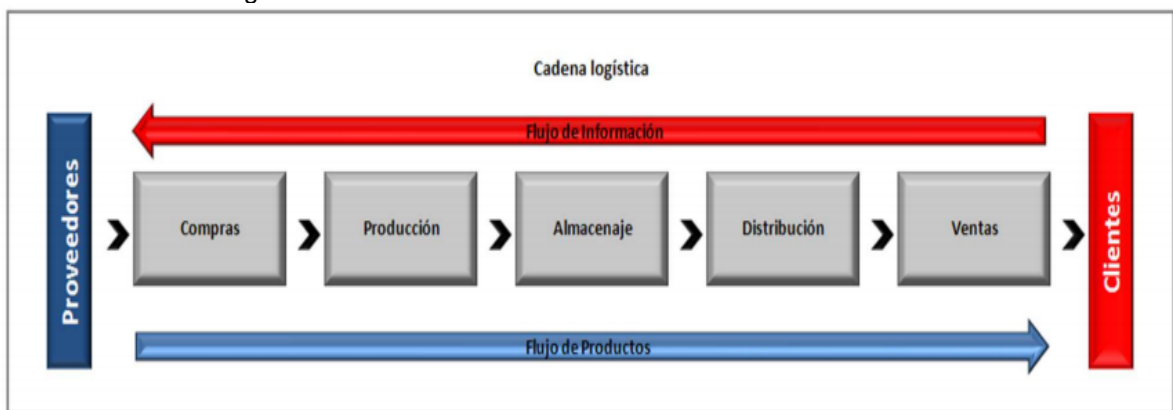 Cadena logística
Flujo de Información
Proveedores
Compras
Producción
Almacenaje
Distribución
Ventas
Clientes
Flujo de Productos